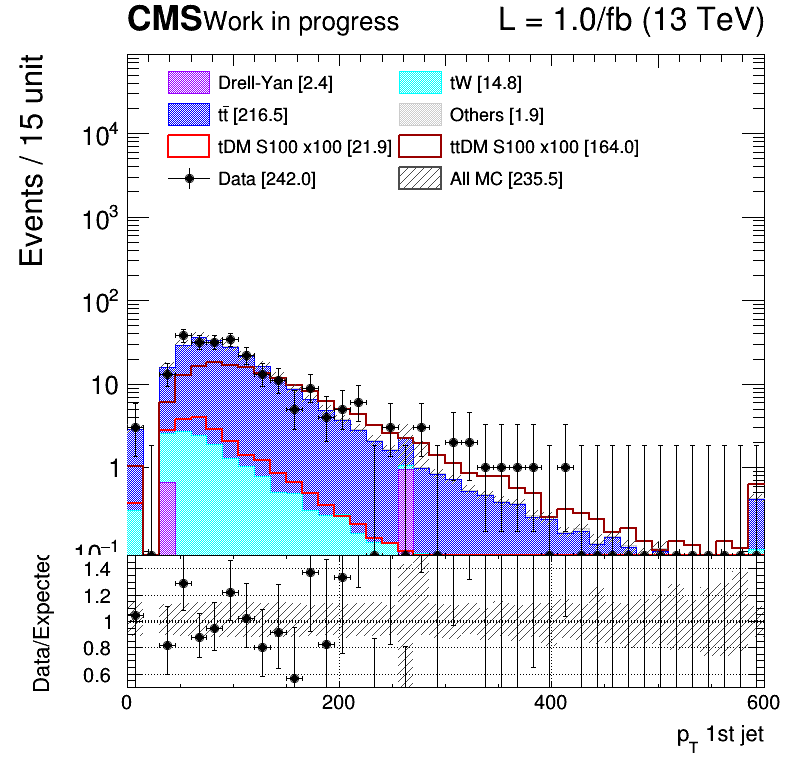 CMS Work in progress L = 1.0/fb (13 TeV)
Events / 15 unit
Drell-Yan [2.4] tW [14.8]
tt̄ [216.5] Others [1.9]
tDM S100 x100 [21.9] ttDM S100 x100 [164.0]
Data [242.0] All MC [235.5]
10⁴
10³
10²
10
1
10⁻¹
Data/Expected
1.4
1.2
1
0.8
0.6
0 200 400 600
p_T 1st jet